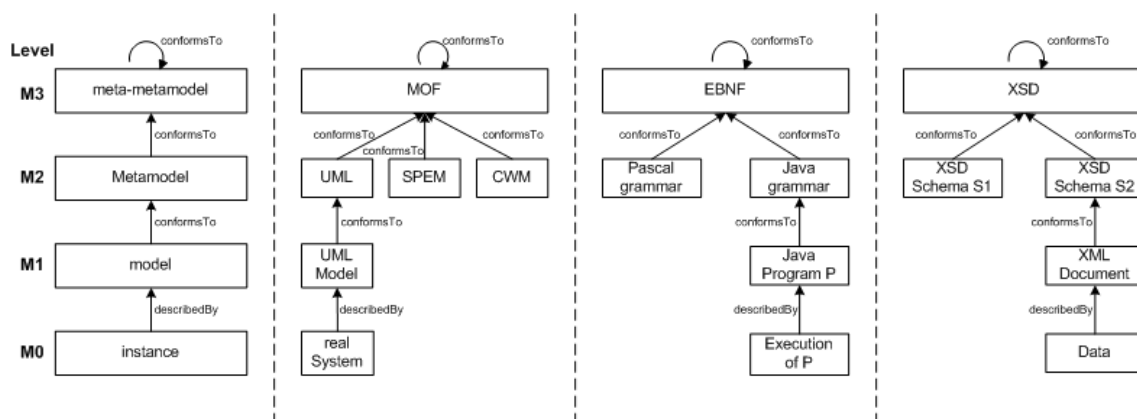 Level
conformsTo
conformsTo
conformsTo
conformsTo
M3
meta-metamodel
MOF
EBNF
XSD
conformsTo
conformsTo
conformsTo
conformsTo
conformsTo
conformsTo
conformsTo
conformsTo
M2
Metamodel
UML
SPEM
CWM
Pascal
grammar
Java
grammar
XSD
Schema S1
XSD
Schema S2
conformsTo
conformsTo
conformsTo
conformsTo
M1
model
UML
Model
Java
Program P
XML
Document
describedBy
describedBy
describedBy
describedBy
M0
instance
real
System
Execution
of P
Data